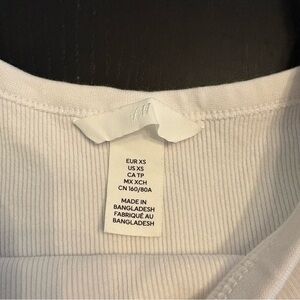 EUR XS
US XS
CA TP
MX XCH
CN 160/80A
MADE IN
BANGLADESH
FABRIQUÉ AU
BANGLADESH